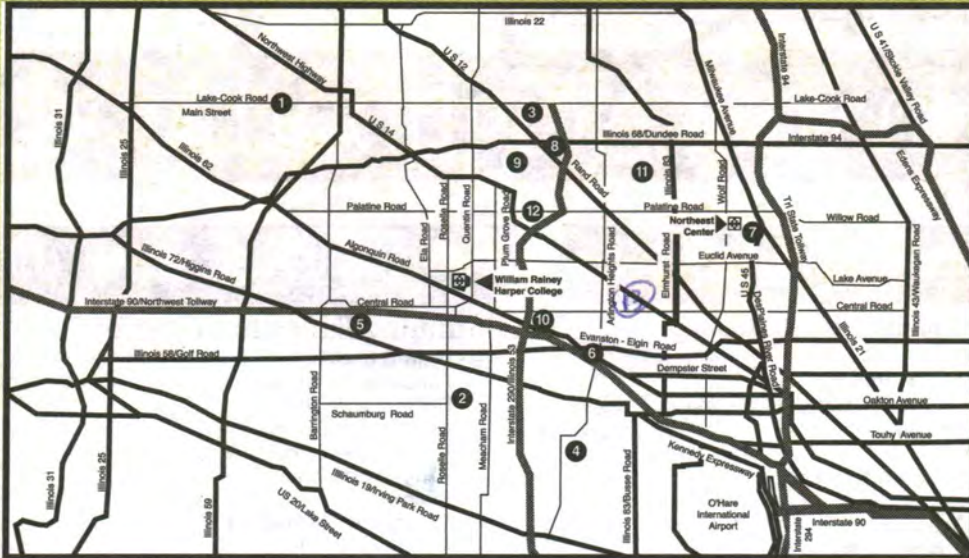 Illinois 22
Northwest Highway
U S 12
Milwaukee Avenue
Interstate 94
U S 41/Skokie Valley Road
Illinois 31
Illinois 25
Lake-Cook Road
Main Street
1
3
Lake-Cook Road
U S 14
Illinois 68/Dundee Road
Interstate 94
Edens Expressway
Illinois 62
8
9
Rand Road
11
Illinois 83
Wolf Road
Tri State Tollway
Palatine Road
Ela Road
Roselle Road
Quentin Road
Plum Grove Road
12
Palatine Road
Northeast
Center
7
Willow Road
Illinois 72/Higgins Road
Algonquin Road
William Rainey
Harper College
Arlington Heights Road
Elmhurst Road
Euclid Avenue
U S 45
Lake Avenue
Illinois 43/Waukegan Road
Interstate 90/Northwest Tollway
Central Road
5
10
Central Road
DesPlaines River Road
Illinois 21
Illinois 58/Golf Road
Evanston - Elgin Road
6
Dempster Street
Barrington Road
Schaumburg Road
2
Roselle Road
Meacham Road
Interstate 290/Illinois 53
Oakton Avenue
Touhy Avenue
4
Kennedy Expressway
Illinois 31
Illinois 25
Illinois 59
US 20/Lake Street
Illinois 19/Irving Park Road
Illinois 83/Busse Road
O'Hare
International
Airport
Interstate
294
Interstate 90